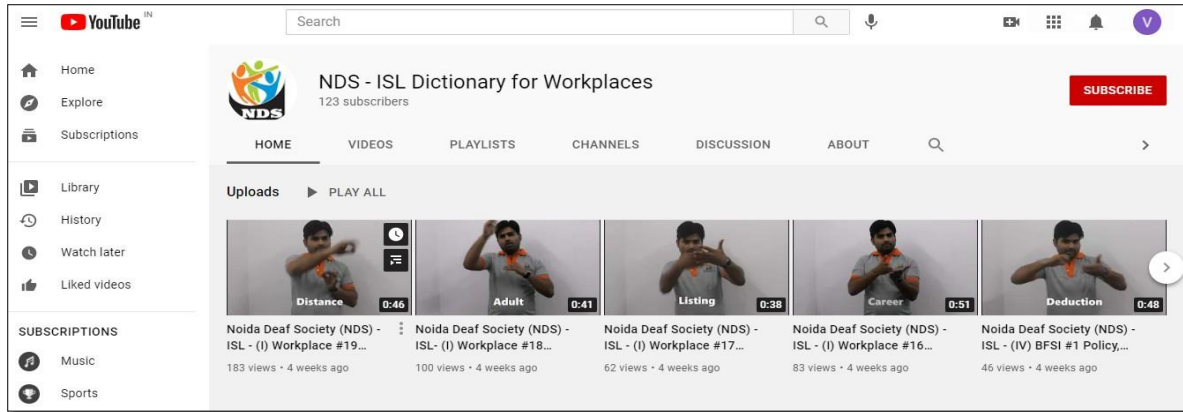 YouTube IN
Search
V
Home
Explore
Subscriptions
Library
History
Watch later
Liked videos
SUBSCRIPTIONS
Music
Sports
NDS
NDS - ISL Dictionary for Workplaces
123 subscribers
SUBSCRIBE
HOME VIDEOS PLAYLISTS CHANNELS DISCUSSION ABOUT
Uploads PLAY ALL
Distance 0:46
Adult 0:41
Listing 0:38
Career 0:51
Deduction 0:48
Noida Deaf Society (NDS) -
ISL - (I) Workplace #19...
183 views • 4 weeks ago
Noida Deaf Society (NDS) -
ISL- (I) Workplace #18...
100 views • 4 weeks ago
Noida Deaf Society (NDS) -
ISL - (I) Workplace #17...
62 views • 4 weeks ago
Noida Deaf Society (NDS) -
ISL - (I) Workplace #16...
83 views • 4 weeks ago
Noida Deaf Society (NDS) -
ISL - (IV) BFSI #1 Policy,...
46 views • 4 weeks ago